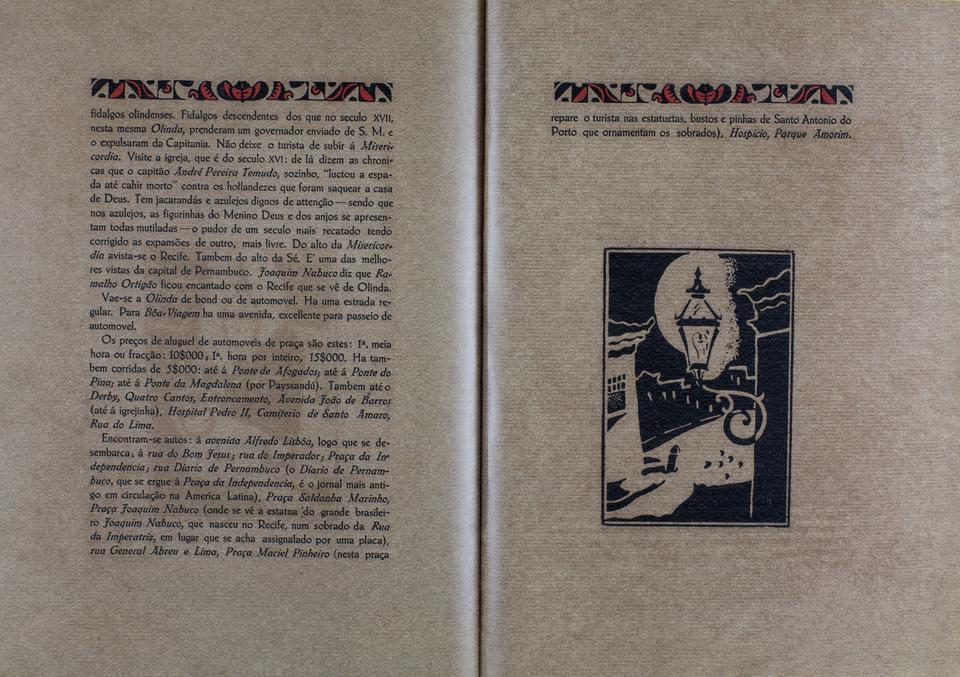 fidalgos olindenses. Fidalgos descendentes dos que no seculo XVII,
nesta mesma Olinda, prenderam um governador enviado de S. M. e
o expulsaram da Capitania. Não deixe o turista de subir á Miseri-
cordia. Visite a igreja, que é do seculo XVI: de lá dizem as chroni-
cas que o capitão André Pereira Temudo, sozinho, "luctou a espa-
da até cahir morto" contra os hollandezes que foram saquear a casa
de Deus. Tem jacarandás e azulejos dignos de attenção — sendo que
nos azulejos, as figurinhas do Menino Deus e dos anjos se apresen-
tam todas mutiladas — o pudor de um seculo mais recatado tendo
corrigido as expansões de outro, mais livre. Do alto da Misericor-
dia avista-se o Recife. Tambem do alto da Sé. E' uma das melho-
res vistas da capital de Pernambuco. Joaquim Nabuco diz que Ra-
malho Ortigão ficou encantado com o Recife que se vê de Olinda.
Vae-se a Olinda de bond ou de automovel. Ha uma estrada re-
gular. Para Bôa-Viagem ha uma avenida, excellente para passeio de
automovel.
Os preços de aluguel de automoveis de praça são estes: 1ª. meia
hora ou fracção: 10$000; 1ª. hora por inteiro, 15$000. Ha tam-
bem corridas de 5$000: até á Ponte de Afogados; até á Ponte do
Pina; até á Ponte da Magdalena (por Payssandú). Tambem até o
Derby, Quatro Cantos, Entroncamento, Avenida João de Barros
(até á igrejinha), Hospital Pedro II, Camiterio de Santo Amaro,
Rua do Lima.
Encontram-se autos: á avenida Alfredo Lisbôa, logo que se de-
sembarca; á rua do Bom Jesus; rua do Imperador; Praça da In-
dependencia; rua Diario de Pernambuco (o Diario de Pernam-
buco, que se ergue á Praça da Independencia, é o jornal mais anti-
go em circulação na America Latina), Praça Saldanha Marinho,
Praça Joaquim Nabuco (onde se vê a estatua do grande brasilei-
ro Joaquim Nabuco, que nasceu no Recife, num sobrado da Rua
da Imperatriz, em lugar que se acha assignalado por uma placa),
rua General Abreu e Lima, Praça Maciel Pinheiro (nesta praça
repare o turista nas estatuetas, bustos e pinhas de Santo Antonio do
Porto que ornamentam os sobrados), Hospicio, Parque Amorim.